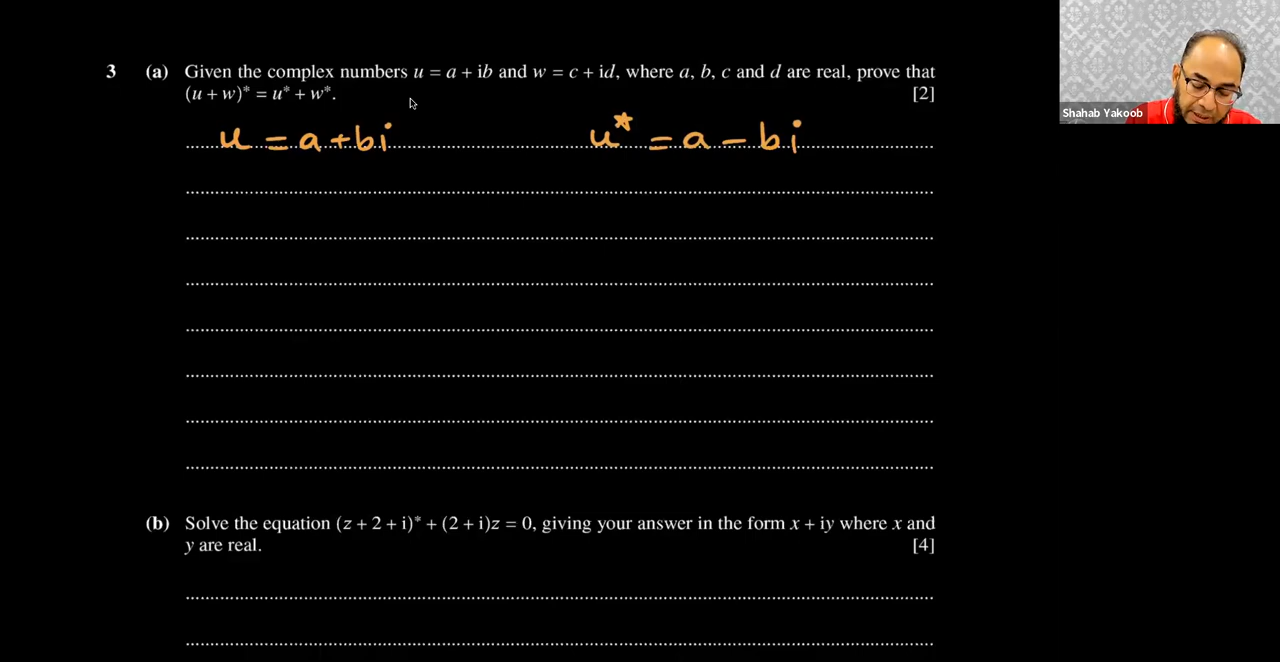 3 (a) Given the complex numbers u = a + ib and w = c + id, where a, b, c and d are real, prove that
(u + w)* = u* + w*. [2]
Shahab Yakoob
u = a + bi u* = a - bi
(b) Solve the equation (z + 2 + i)* + (2 + i)z = 0, giving your answer in the form x + iy where x and
y are real. [4]